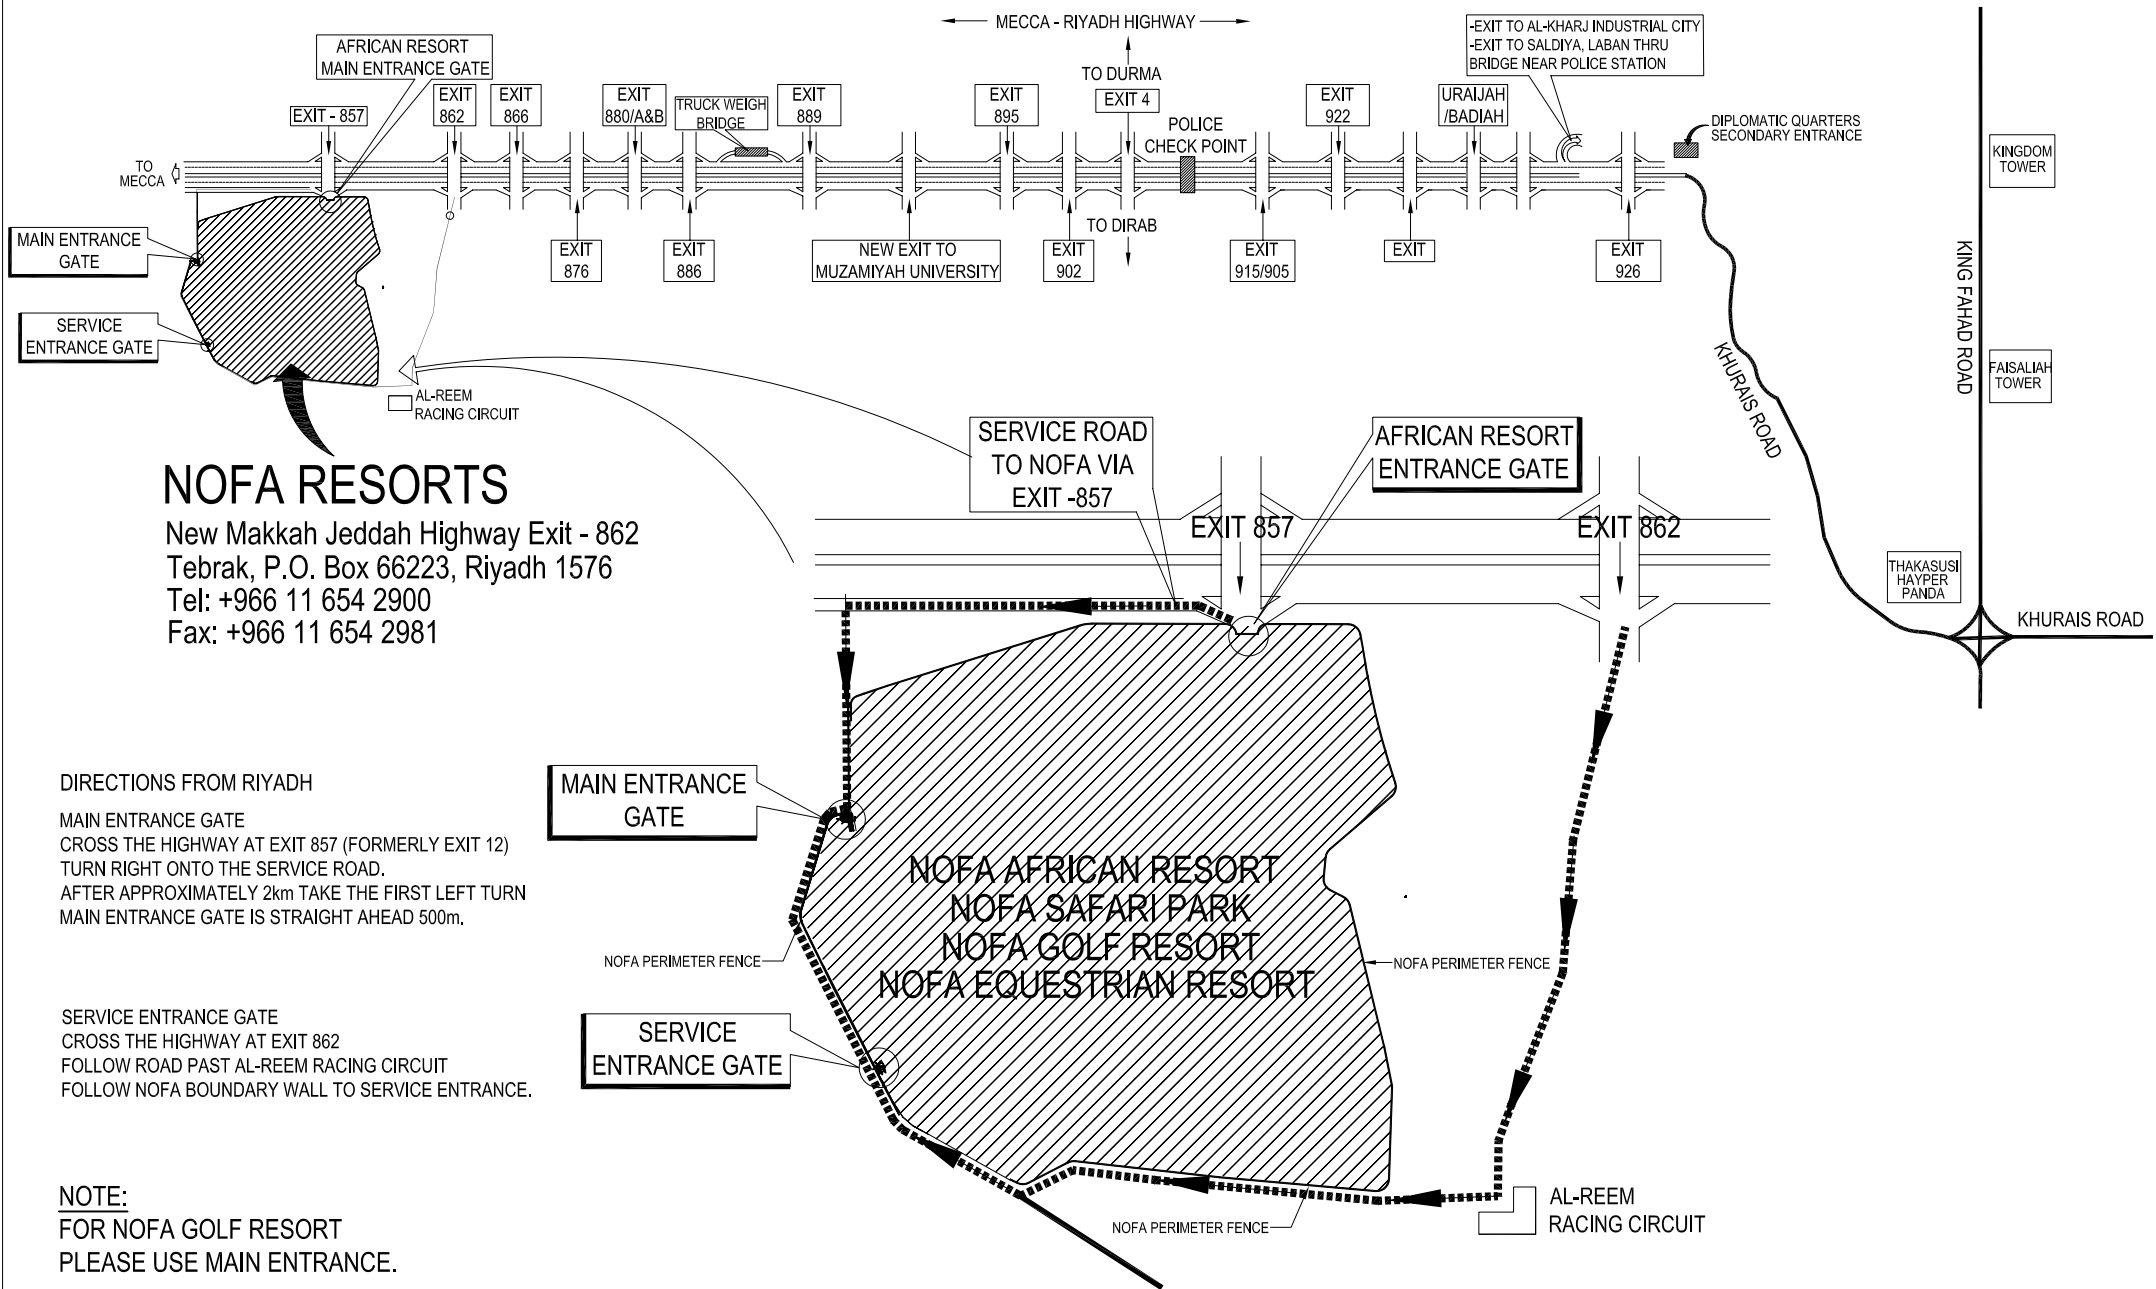 MECCA - RIYADH HIGHWAY
AFRICAN RESORT
MAIN ENTRANCE GATE
-EXIT TO AL-KHARJ INDUSTRIAL CITY
-EXIT TO SALDIYA, LABAN THRU
BRIDGE NEAR POLICE STATION
TO DURMA
EXIT - 857
EXIT
862
EXIT
866
EXIT
880/A&B
TRUCK WEIGH
BRIDGE
EXIT
889
EXIT
895
EXIT 4
POLICE
CHECK POINT
EXIT
922
URAIJAH
/BADIAH
DIPLOMATIC QUARTERS
SECONDARY ENTRANCE
KINGDOM
TOWER
TO
MECCA
MAIN ENTRANCE
GATE
EXIT
876
EXIT
886
NEW EXIT TO
MUZAMIYAH UNIVERSITY
EXIT
902
TO DIRAB
EXIT
915/905
EXIT
EXIT
926
KING FAHAD ROAD
SERVICE
ENTRANCE GATE
AL-REEM
RACING CIRCUIT
KHURAIS ROAD
FAISALIAH
TOWER
NOFA RESORTS
New Makkah Jeddah Highway Exit - 862
Tebrak, P.O. Box 66223, Riyadh 1576
Tel: +966 11 654 2900
Fax: +966 11 654 2981
SERVICE ROAD
TO NOFA VIA
EXIT -857
AFRICAN RESORT
ENTRANCE GATE
EXIT 857
EXIT 862
THAKASUSI
HAYPER
PANDA
KHURAIS ROAD
DIRECTIONS FROM RIYADH
MAIN ENTRANCE GATE
CROSS THE HIGHWAY AT EXIT 857 (FORMERLY EXIT 12)
TURN RIGHT ONTO THE SERVICE ROAD.
AFTER APPROXIMATELY 2km TAKE THE FIRST LEFT TURN
MAIN ENTRANCE GATE IS STRAIGHT AHEAD 500m.
MAIN ENTRANCE
GATE
NOFA AFRICAN RESORT
NOFA SAFARI PARK
NOFA GOLF RESORT
NOFA EQUESTRIAN RESORT
NOFA PERIMETER FENCE
NOFA PERIMETER FENCE
SERVICE ENTRANCE GATE
CROSS THE HIGHWAY AT EXIT 862
FOLLOW ROAD PAST AL-REEM RACING CIRCUIT
FOLLOW NOFA BOUNDARY WALL TO SERVICE ENTRANCE.
SERVICE
ENTRANCE GATE
NOTE:
FOR NOFA GOLF RESORT
PLEASE USE MAIN ENTRANCE.
NOFA PERIMETER FENCE
AL-REEM
RACING CIRCUIT